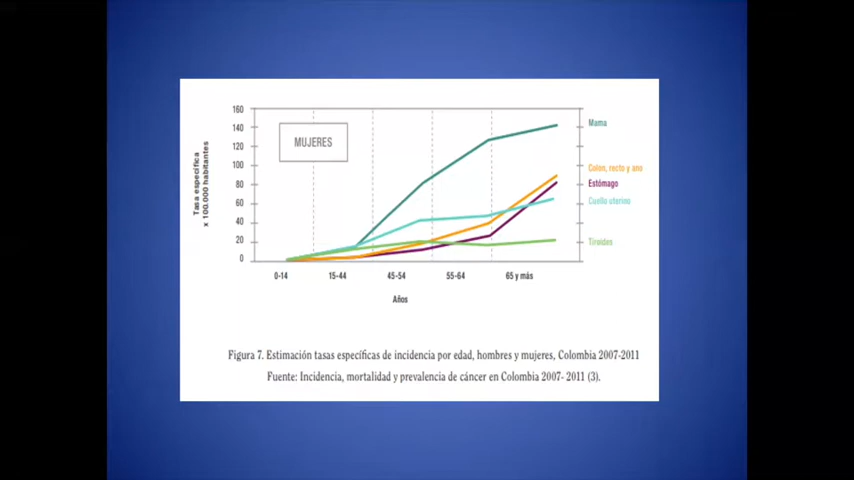 160
140
120
100
80
60
40
20
0
Tasa específica
x 100.000 habitantes
MUJERES
Mama
Colon, recto y ano
Estómago
Cuello uterino
Tiroides
0-14
15-44
45-54
55-64
65 y más
Años
Figura 7. Estimación tasas específicas de incidencia por edad, hombres y mujeres, Colombia 2007-2011
Fuente: Incidencia, mortalidad y prevalencia de cáncer en Colombia 2007- 2011 (3).